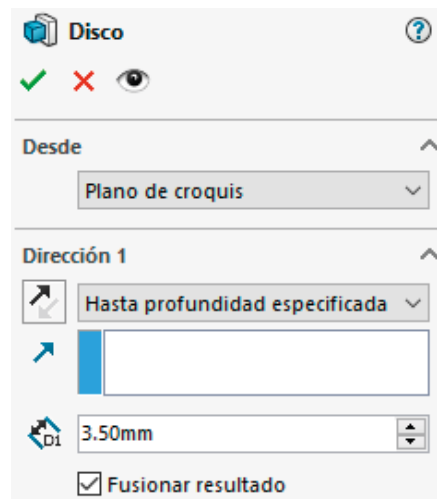 Disco
Desde
Plano de croquis
Dirección 1
Hasta profundidad especificada
D1
3.50mm
Fusionar resultado